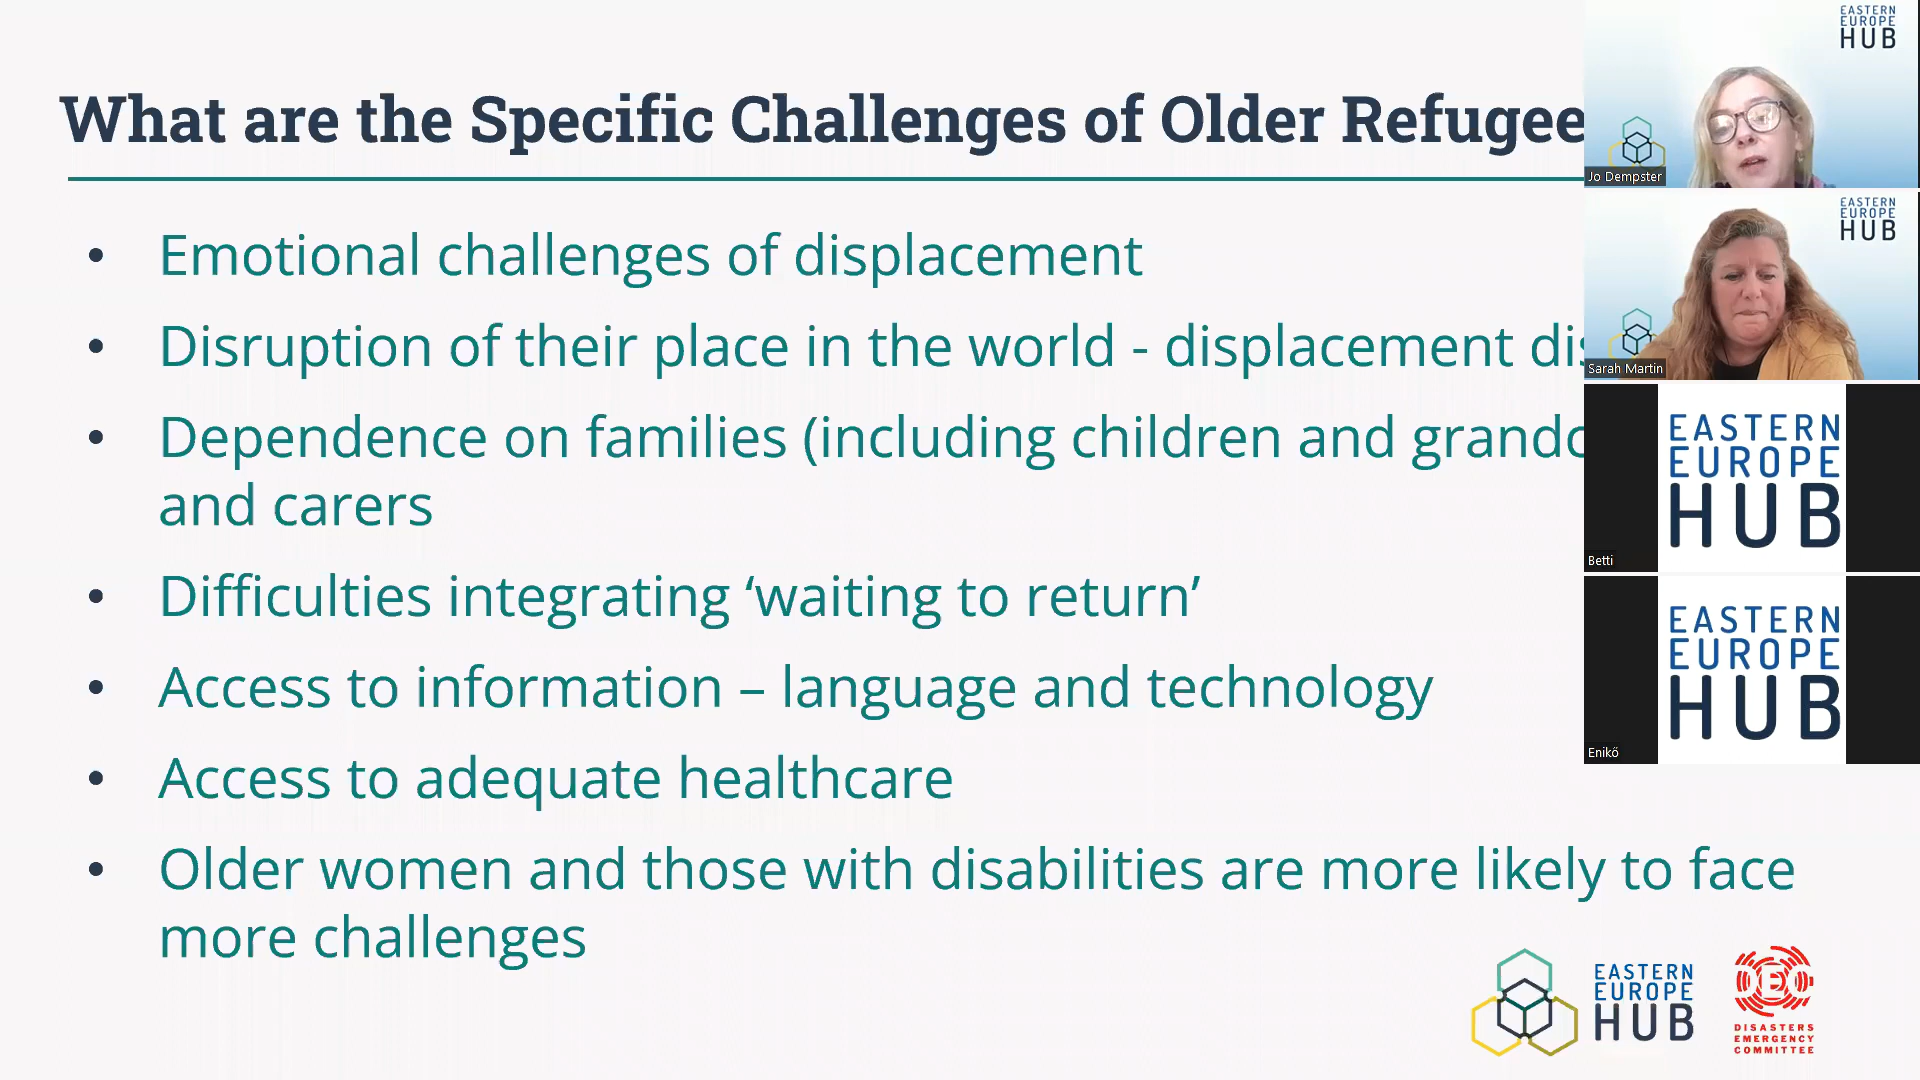 What are the Specific Challenges of Older Refugee
• Emotional challenges of displacement
• Disruption of their place in the world - displacement
• Dependence on families (including children and
and carers
• Difficulties integrating ‘waiting to return’
• Access to information – language and technology
• Access to adequate healthcare
• Older women and those with disabilities are more likely to face
more challenges
EASTERN
EUROPE
HUB
Jo Dempster
EASTERN
EUROPE
HUB
Sarah Martin
EASTERN
EUROPE
HUB
Betti
EASTERN
EUROPE
HUB
Enikő
EASTERN
EUROPE
HUB
DEC
DISASTERS
EMERGENCY
COMMITTEE